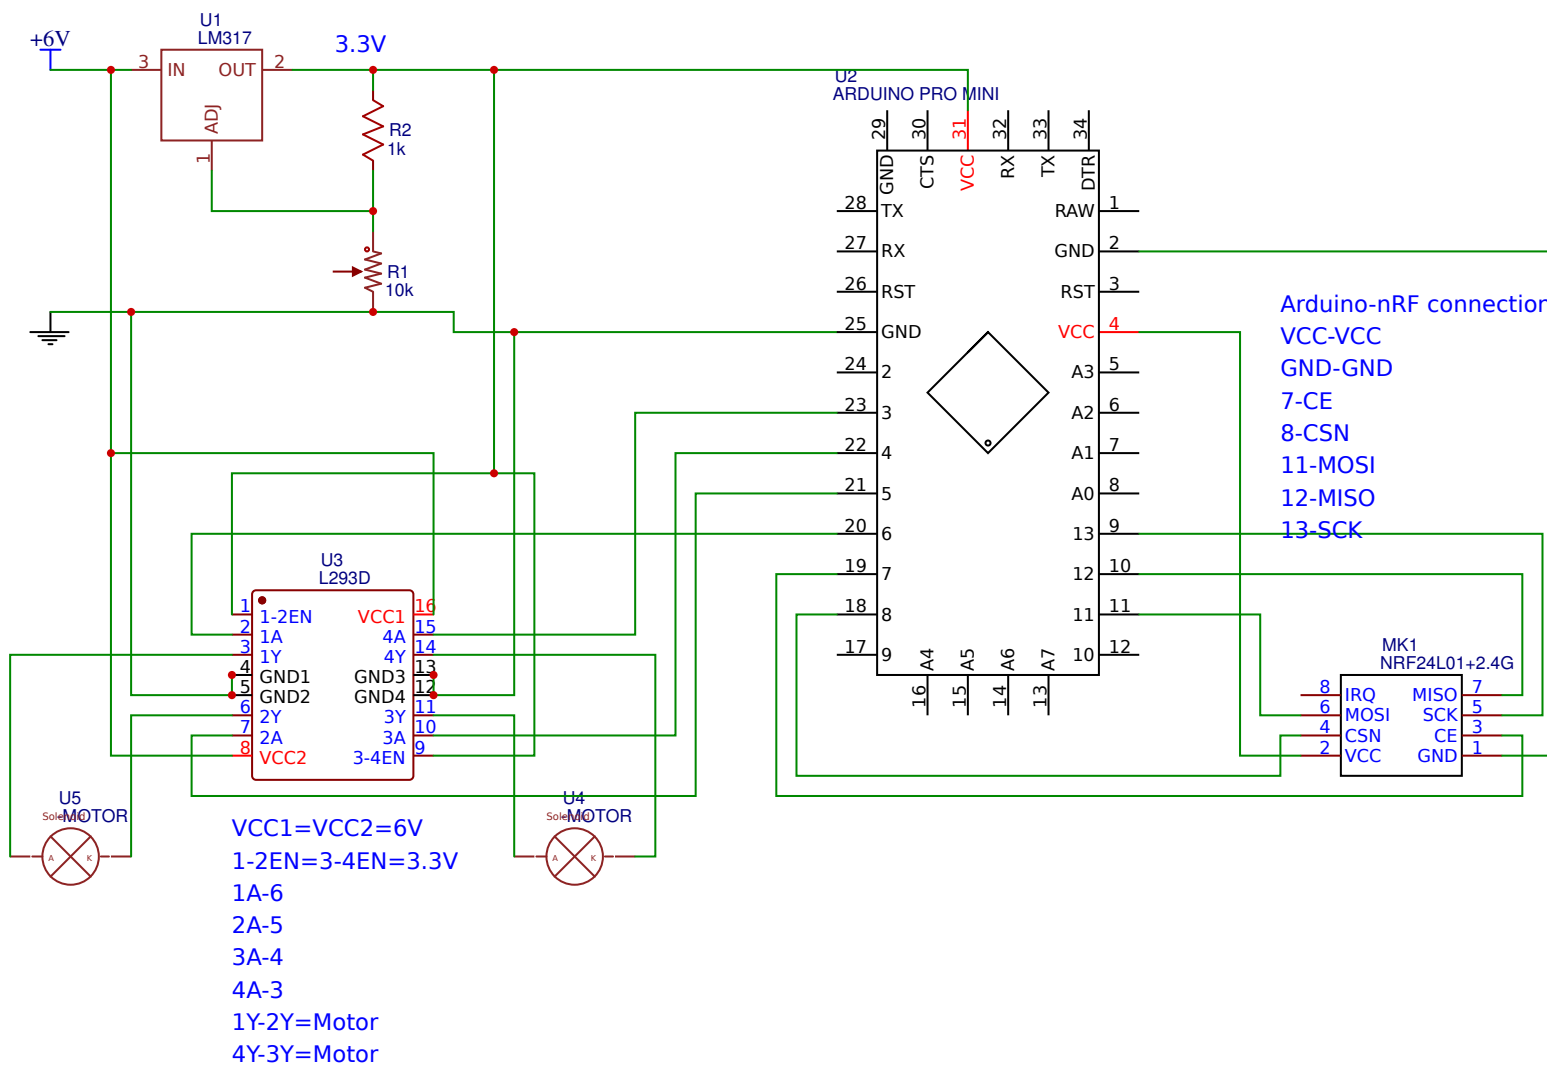 U1
LM317
+6V
3.3V
3
IN
OUT
2
ADJ
1
R2
1k
R1
10k
U2
ARDUINO PRO MINI
29
30
31
32
33
34
GND
CTS
VCC
RX
TX
DTR
28
TX
RAW
1
27
RX
GND
2
26
RST
RST
3
25
GND
VCC
4
24
2
A3
5
23
3
A2
6
22
4
A1
7
21
5
A0
8
20
6
13
9
19
7
12
10
18
8
11
11
17
9
10
12
A4
A5
A6
A7
16
15
14
13
Arduino-nRF connection
VCC-VCC
GND-GND
7-CE
8-CSN
11-MOSI
12-MISO
13-SCK
U3
L293D
1
1-2EN
VCC1
16
2
1A
4A
15
3
1Y
4Y
14
4
GND1
GND3
13
5
GND2
GND4
12
6
2Y
3Y
11
7
2A
3A
10
8
VCC2
3-4EN
9
MK1
NRF24L01+2.4G
8
IRQ
MISO
7
6
MOSI
SCK
5
4
CSN
CE
3
2
VCC
GND
1
U5
MOTOR
Solenoid
A
K
U4
MOTOR
Solenoid
A
K
VCC1=VCC2=6V
1-2EN=3-4EN=3.3V
1A-6
2A-5
3A-4
4A-3
1Y-2Y=Motor
4Y-3Y=Motor